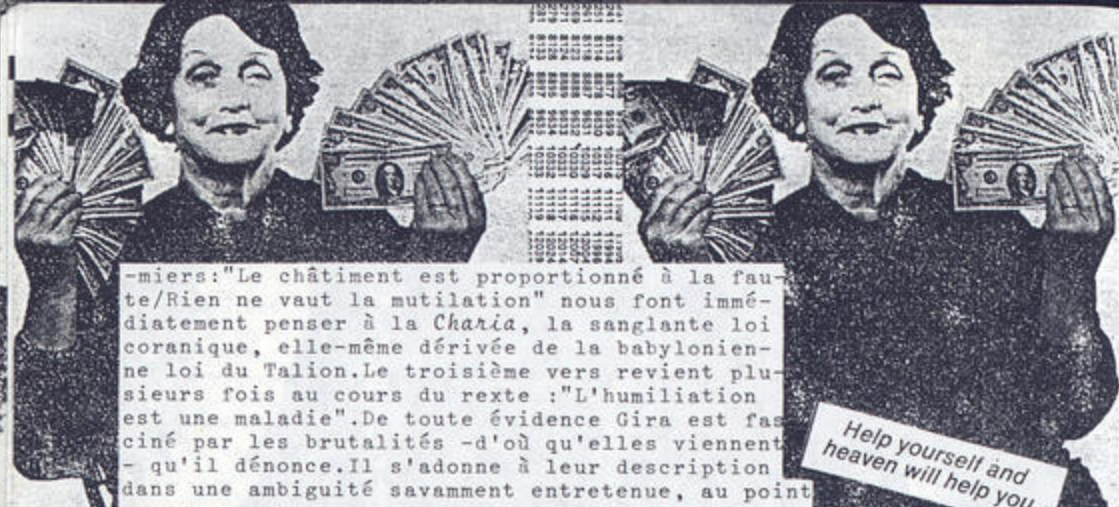 -miers:"Le châtiment est proportionné à la fau-
te/Rien ne vaut la mutilation" nous font immé-
diatement penser à la Charia, la sanglante loi
coranique, elle-même dérivée de la babylonien-
ne loi du Talion.Le troisième vers revient plu-
sieurs fois au cours du rexte :"L'humiliation
est une maladie".De toute évidence Gira est fas
ciné par les brutalités -d'où qu'elles viennent
- qu'il dénonce.Il s'adonne à leur description
dans une ambiguité savamment entretenue, au point
Help yourself and
heaven will help you